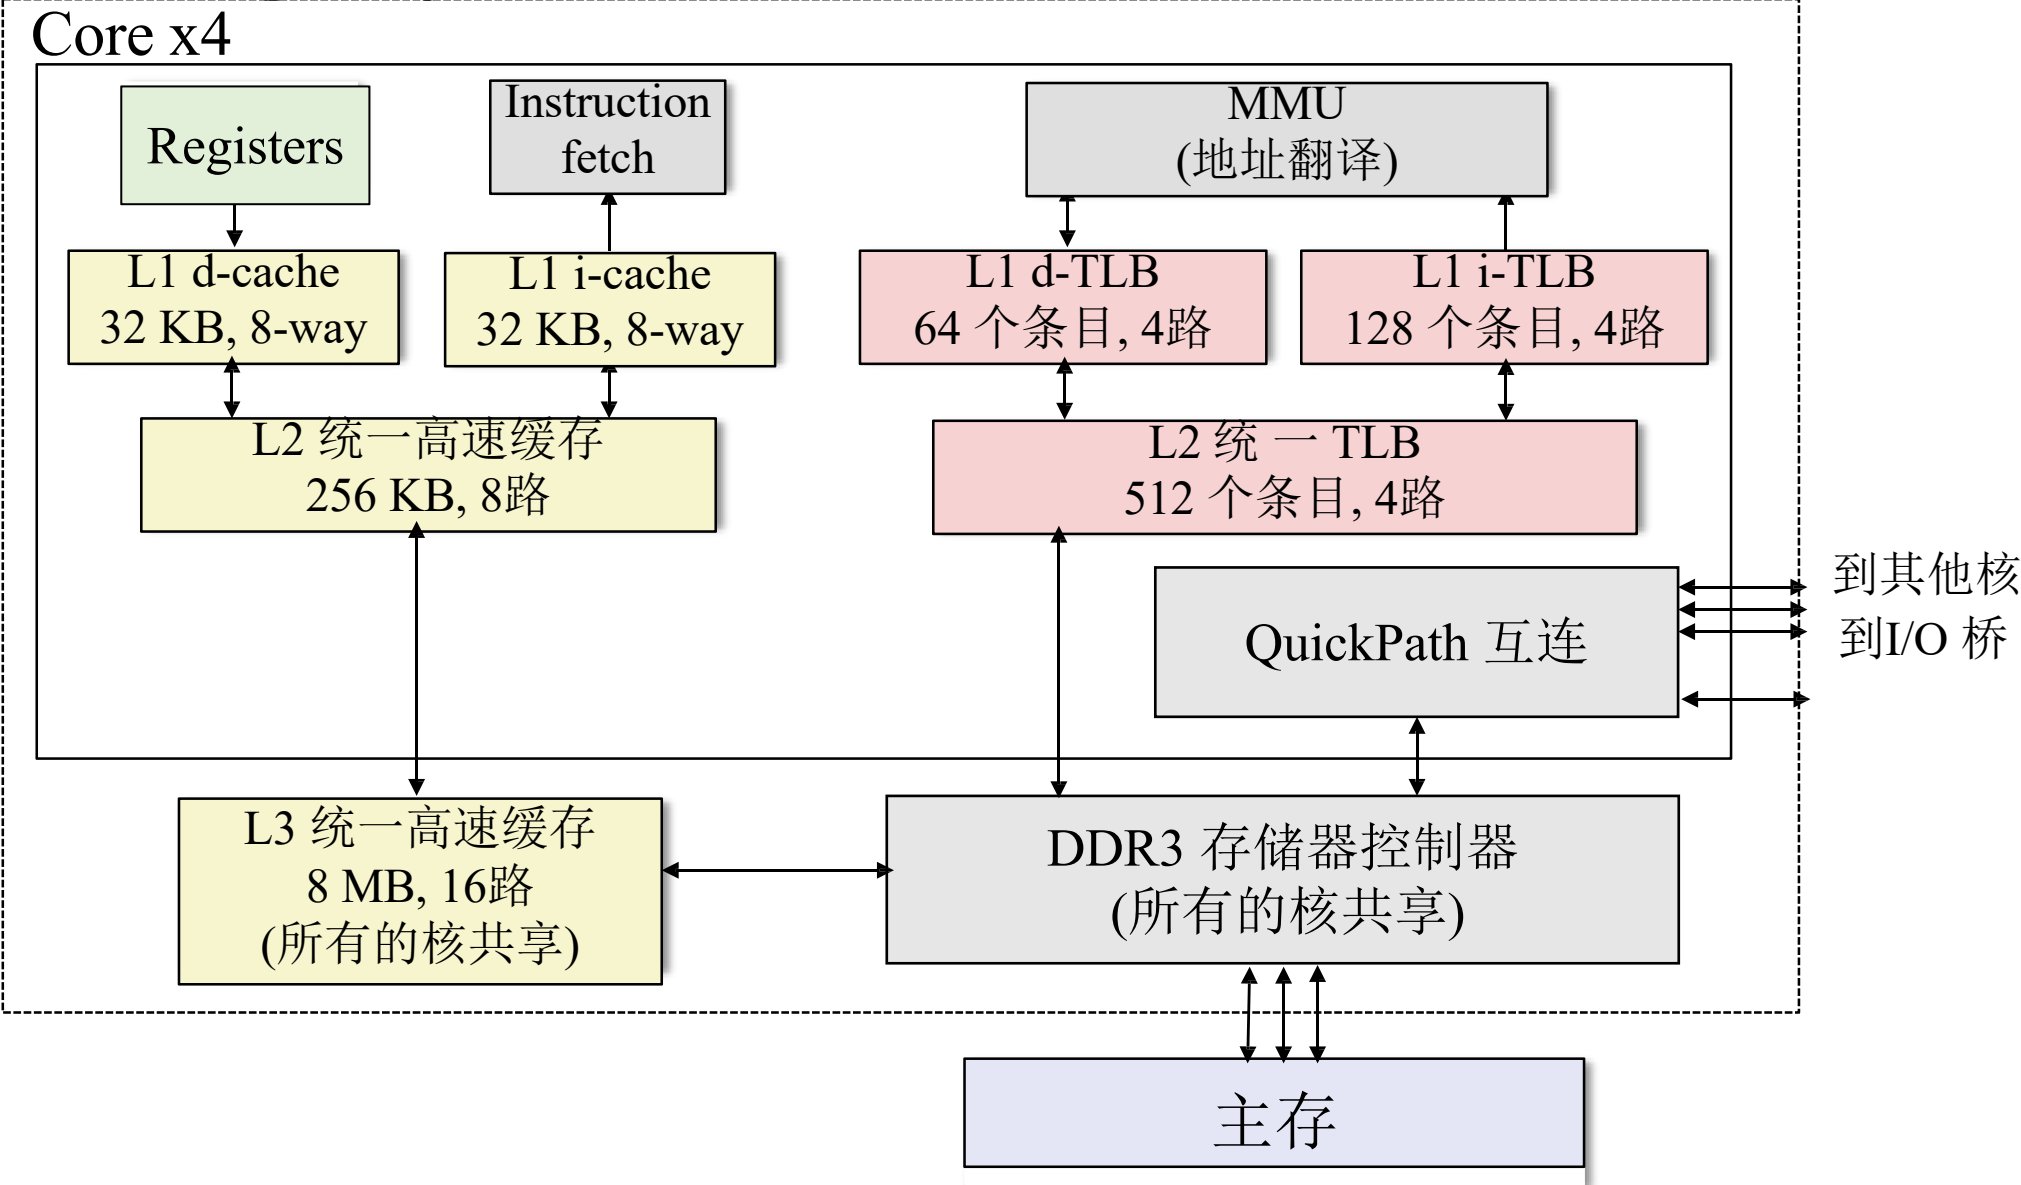 Core x4
Registers
Instruction
fetch
MMU
(地址翻译)
L1 d-cache
32 KB, 8-way
L1 i-cache
32 KB, 8-way
L1 d-TLB
64 个条目, 4路
L1 i-TLB
128 个条目, 4路
L2 统一高速缓存
256 KB, 8路
L2 统 一 TLB
512 个条目, 4路
QuickPath 互连
到其他核
到I/O 桥
L3 统一高速缓存
8 MB, 16路
(所有的核共享)
DDR3 存储器控制器
(所有的核共享)
主存